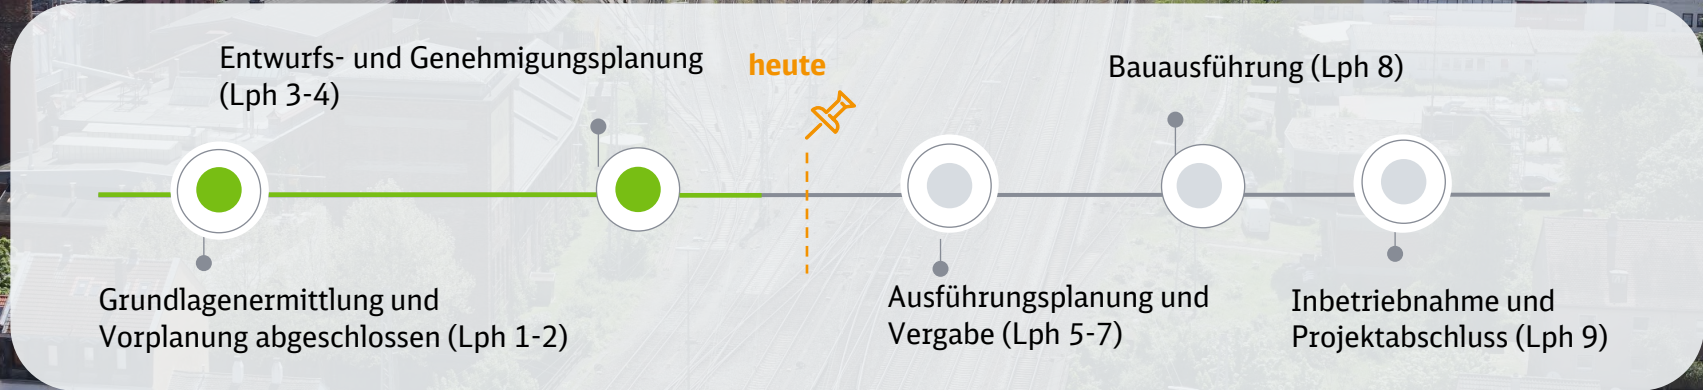 Entwurfs- und Genehmigungsplanung
(Lph 3-4)
heute
Bauausführung (Lph 8)
Grundlagenermittlung und
Vorplanung abgeschlossen (Lph 1-2)
Ausführungsplanung und
Vergabe (Lph 5-7)
Inbetriebnahme und
Projektabschluss (Lph 9)